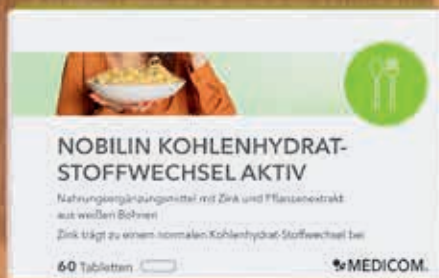 NOBILIN KOHLENHYDRAT-
STOFFWECHSEL AKTIV
Nahrungsergänzungsmittel mit Zink und Pflanzenextrakt
aus weißen Bohnen
Zink trägt zu einem normalen Kohlenhydrat-Stoffwechsel bei
60 Tabletten
MEDICOM.